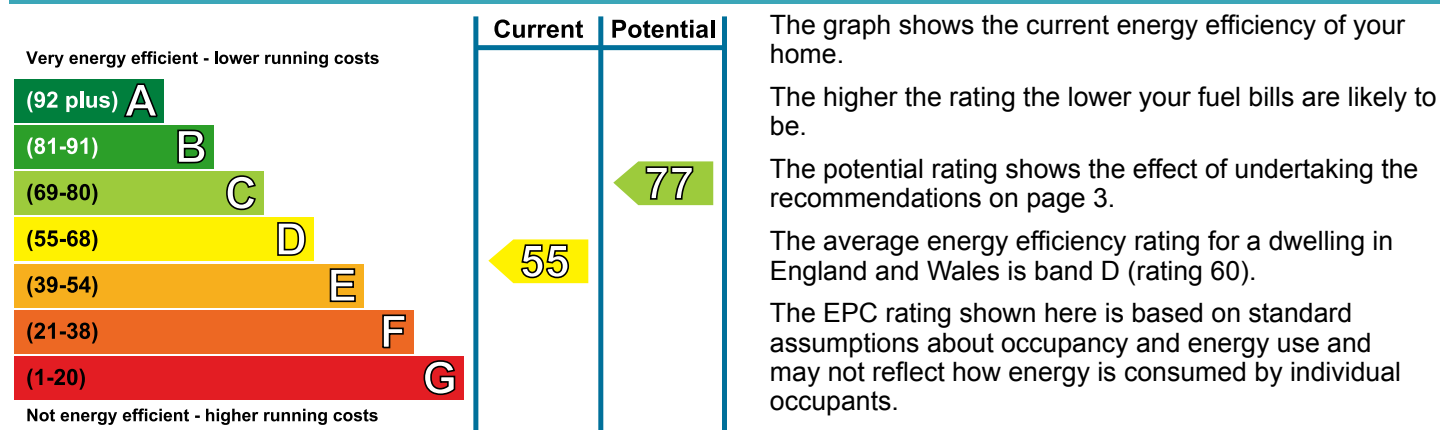 Current Potential
Very energy efficient - lower running costs
(92 plus) A
(81-91) B
(69-80) C
(55-68) D
(39-54) E
(21-38) F
(1-20) G
Not energy efficient - higher running costs
55
77
The graph shows the current energy efficiency of your
home.
The higher the rating the lower your fuel bills are likely to
be.
The potential rating shows the effect of undertaking the
recommendations on page 3.
The average energy efficiency rating for a dwelling in
England and Wales is band D (rating 60).
The EPC rating shown here is based on standard
assumptions about occupancy and energy use and
may not reflect how energy is consumed by individual
occupants.